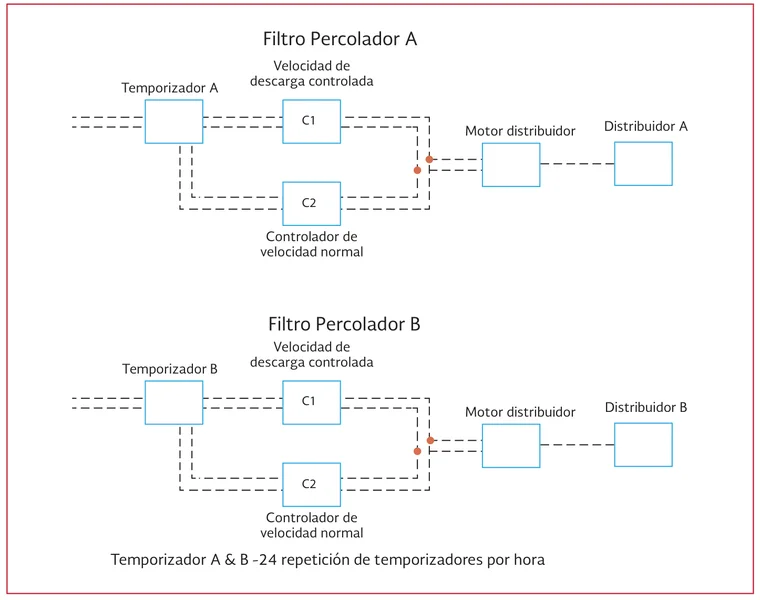 Filtro Percolador A
Velocidad de
descarga controlada
Temporizador A
C1
Motor distribuidor
Distribuidor A
C2
Controlador de
velocidad normal
Filtro Percolador B
Velocidad de
descarga controlada
Temporizador B
C1
Motor distribuidor
Distribuidor B
C2
Controlador de
velocidad normal
Temporizador A & B -24 repetición de temporizadores por hora